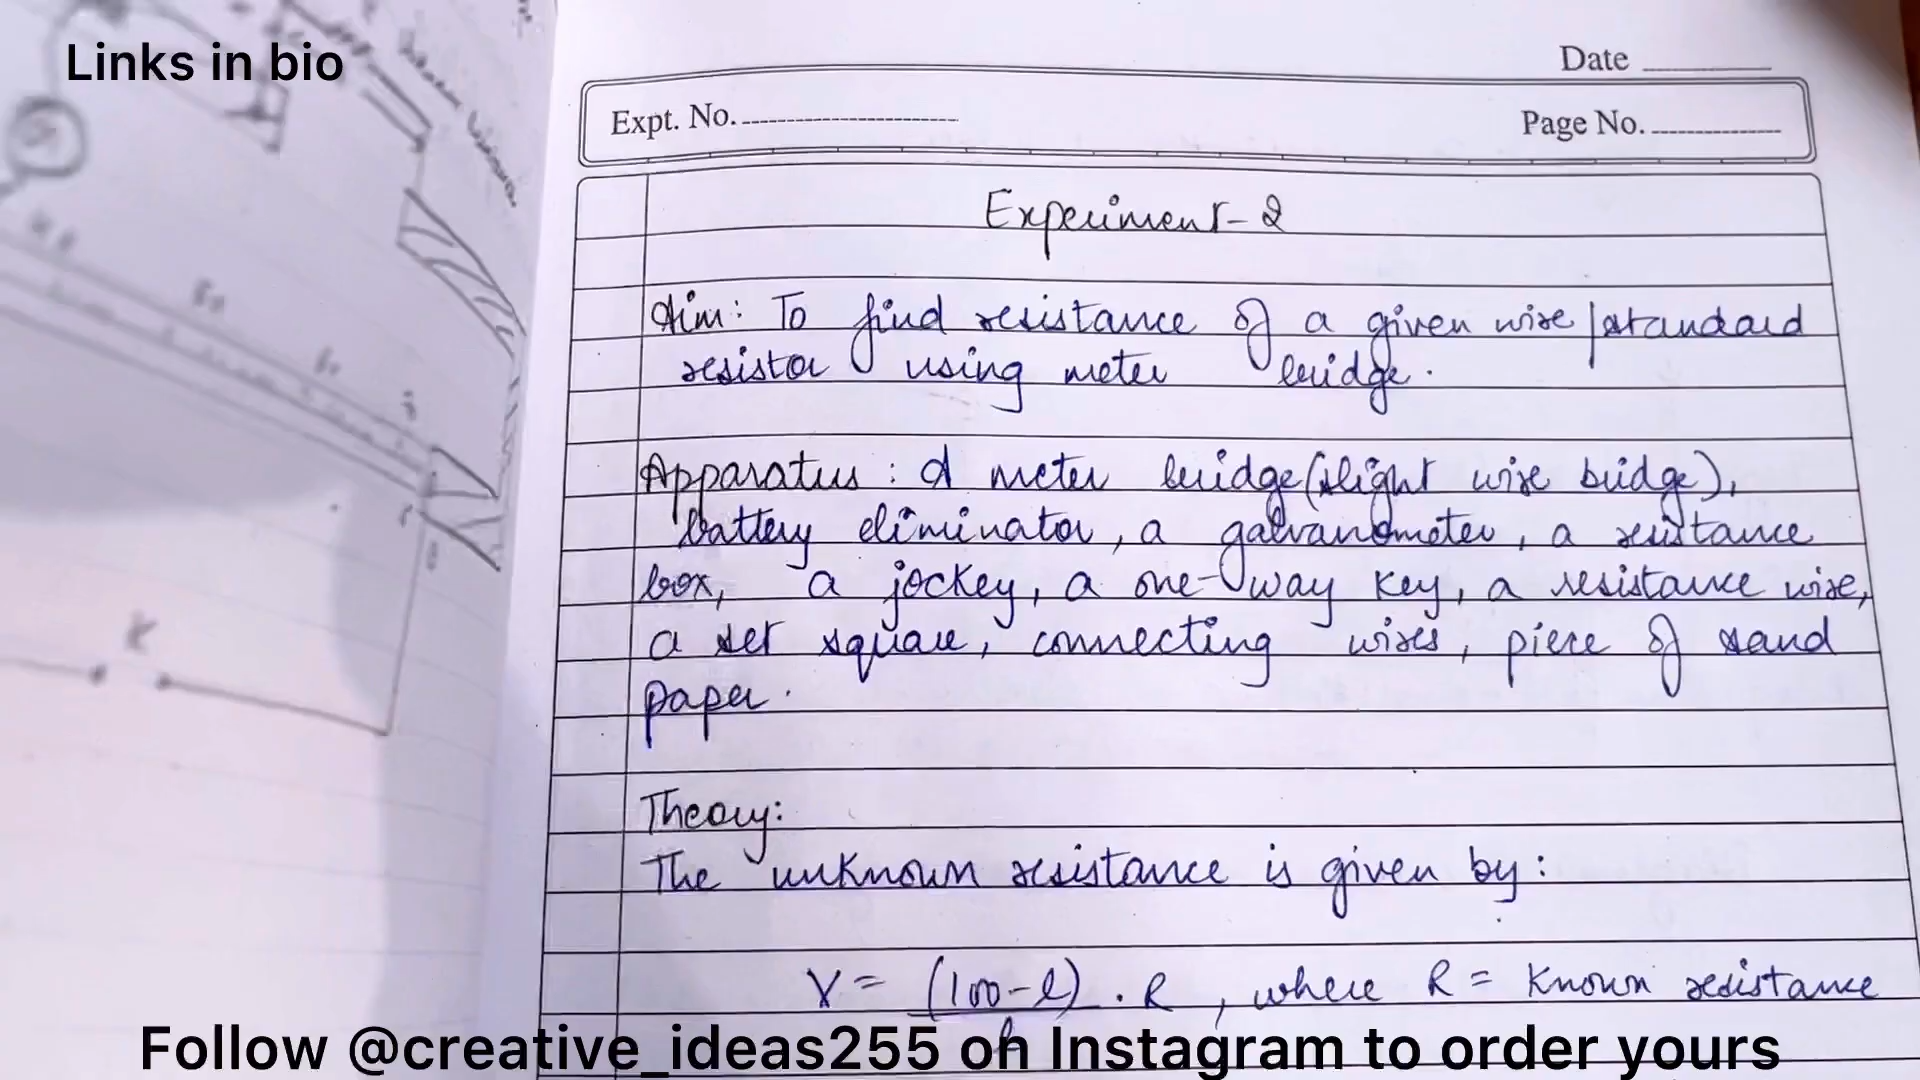 Links in bio
Date
Expt. No.
Page No.
Experiment-2
Aim: To find resistance of a given wire/standard
resistor using meter bridge.
Apparatus: A meter bridge (slight wire bridge),
battery eliminator, a galvanometer, a resistance
box, a jockey, a one-way key, a resistance wire,
a set square, connecting wires, piece of sand
paper.
Theory:
The unknown resistance is given by:
X = (100-l) . R , where R = Known resistance
Follow @creative_ideas255 on Instagram to order yours
K